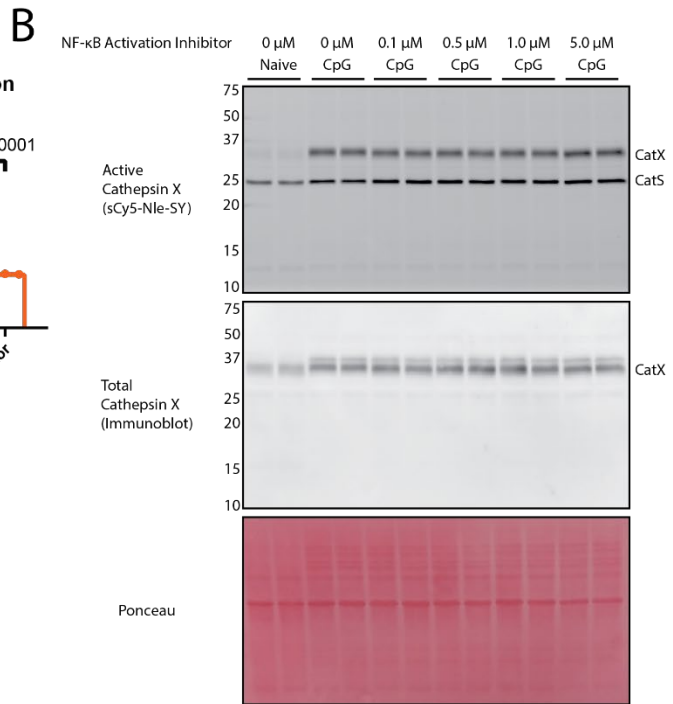 B
on
0001
NF-κB Activation Inhibitor
0 μM 0 μM 0.1 μM 0.5 μM 1.0 μM 5.0 μM
Naive CpG CpG CpG CpG CpG
Active
Cathepsin X
(sCy5-Nle-SY)
75
50
37
25
20
15
10
CatX
CatS
Total
Cathepsin X
(Immunoblot)
75
50
37
25
20
15
10
CatX
Ponceau